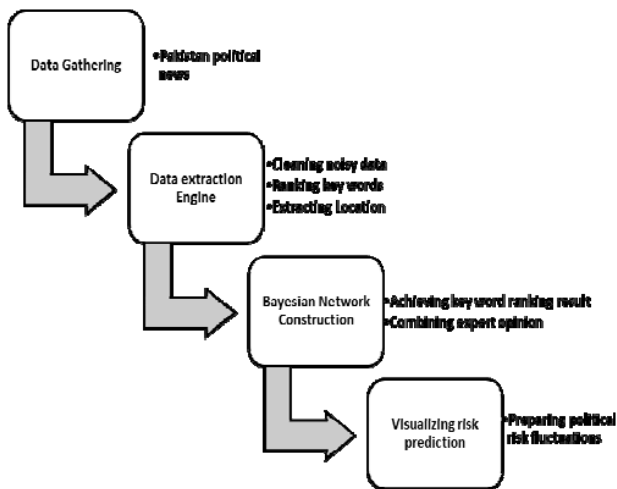 Data Gathering
•Pakistan political
news
Data extraction
Engine
•Cleaning noisy data
•Ranking key words
•Extracting Location
Bayesian Network
Construction
•Achieving key word ranking result
•Combining expert opinion
Visualizing risk
prediction
•Preparing political
risk fluctuations